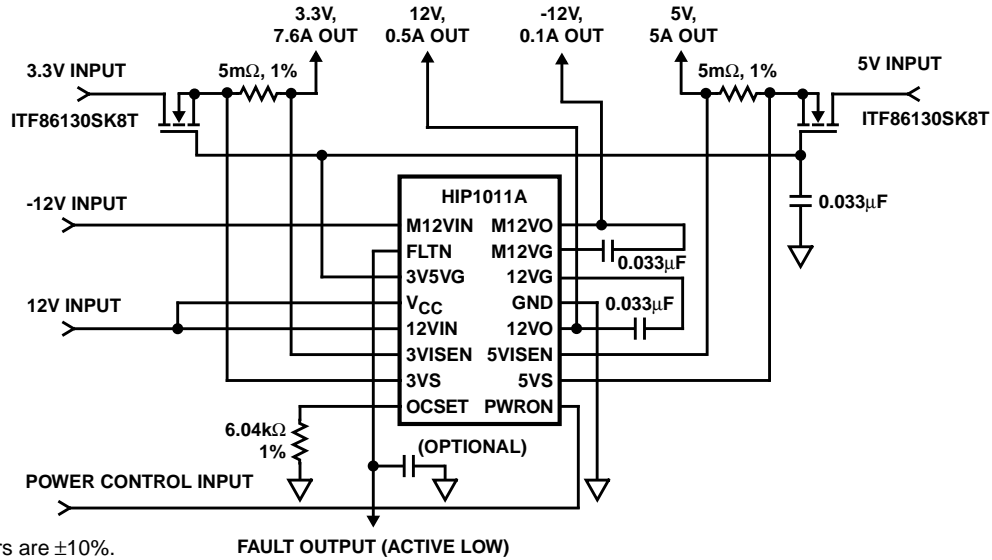 3.3V,
7.6A OUT
12V,
0.5A OUT
-12V,
0.1A OUT
5V,
5A OUT
3.3V INPUT
5mΩ, 1%
5mΩ, 1%
5V INPUT
ITF86130SK8T
ITF86130SK8T
HIP1011A
-12V INPUT
0.033μF
M12VIN M12VO
FLTN M12VG
0.033μF
3V5VG 12VG
12V INPUT
VCC GND
0.033μF
12VIN 12VO
3VISEN 5VISEN
3VS 5VS
OCSET PWRON
6.04kΩ
1%
(OPTIONAL)
POWER CONTROL INPUT
rs are ±10%.
FAULT OUTPUT (ACTIVE LOW)